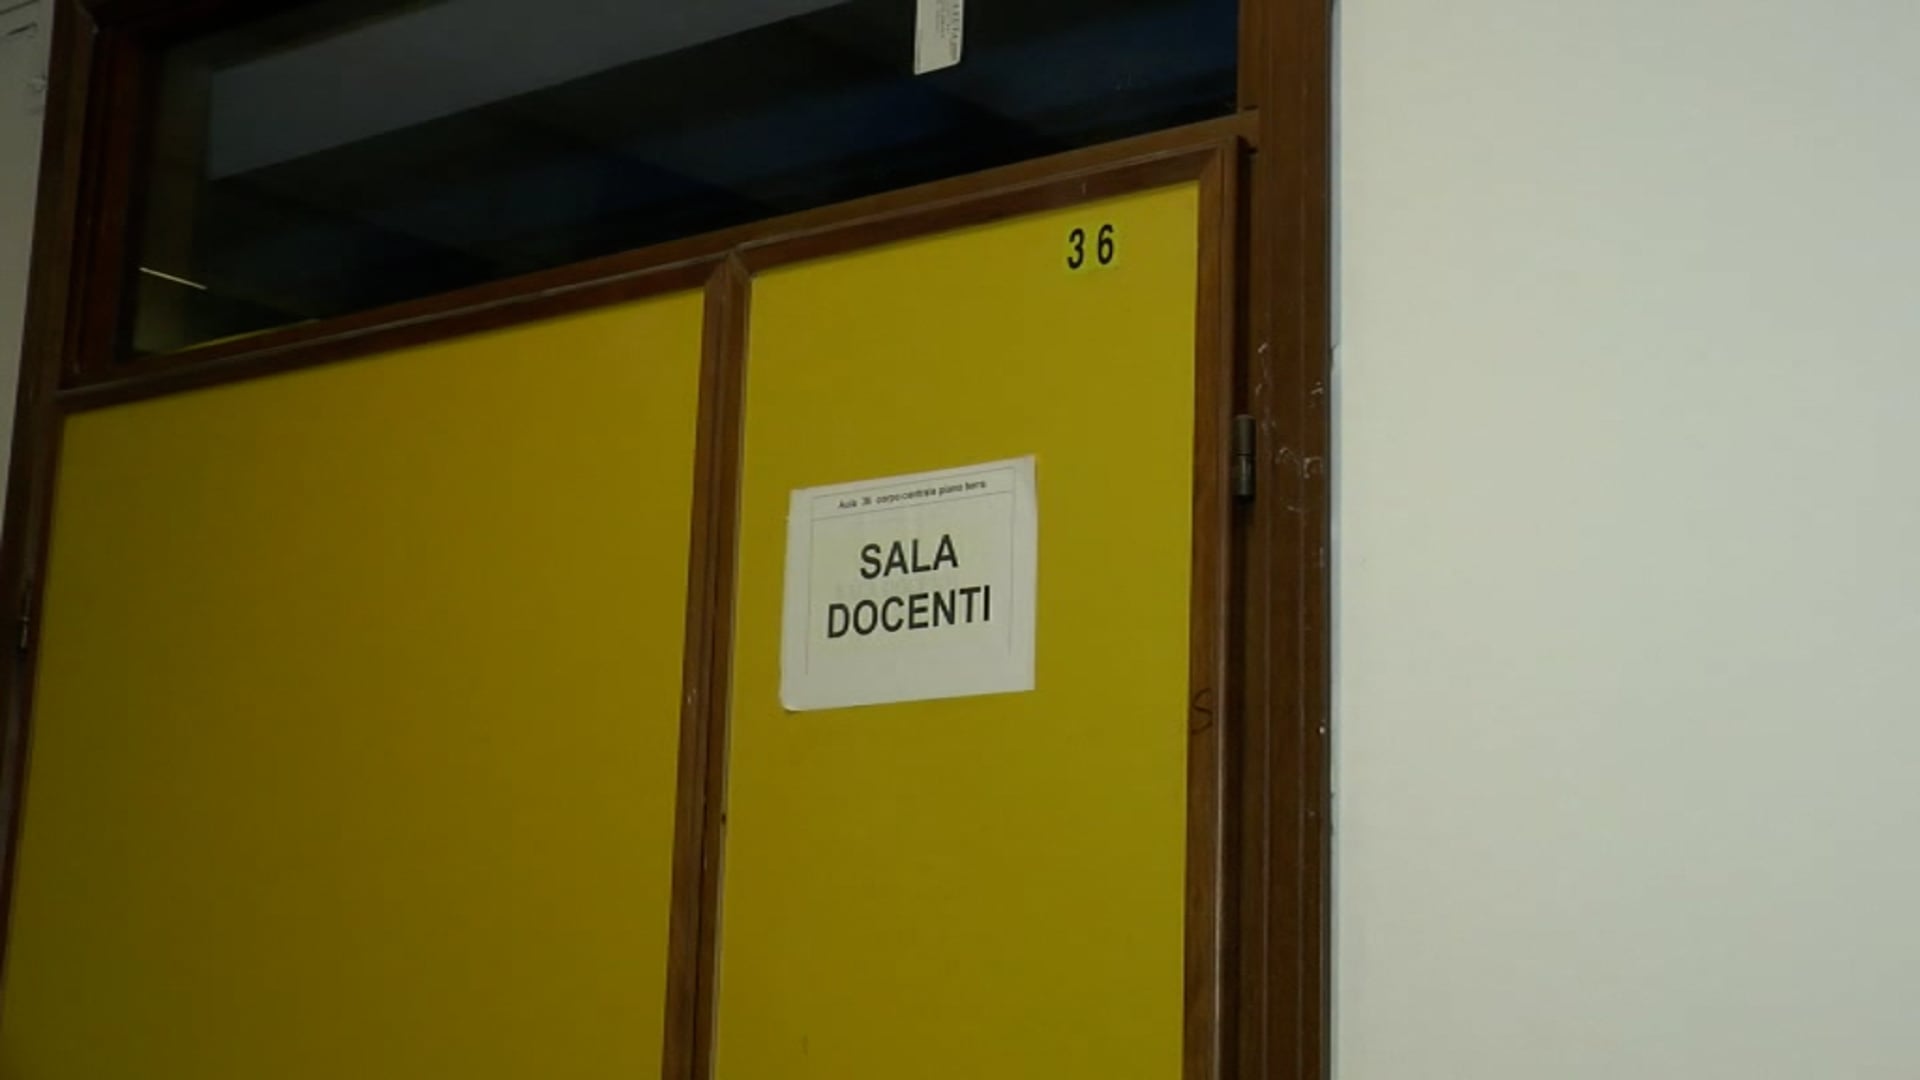 36
Aula 36 corpo centrale piano terra
SALA
DOCENTI